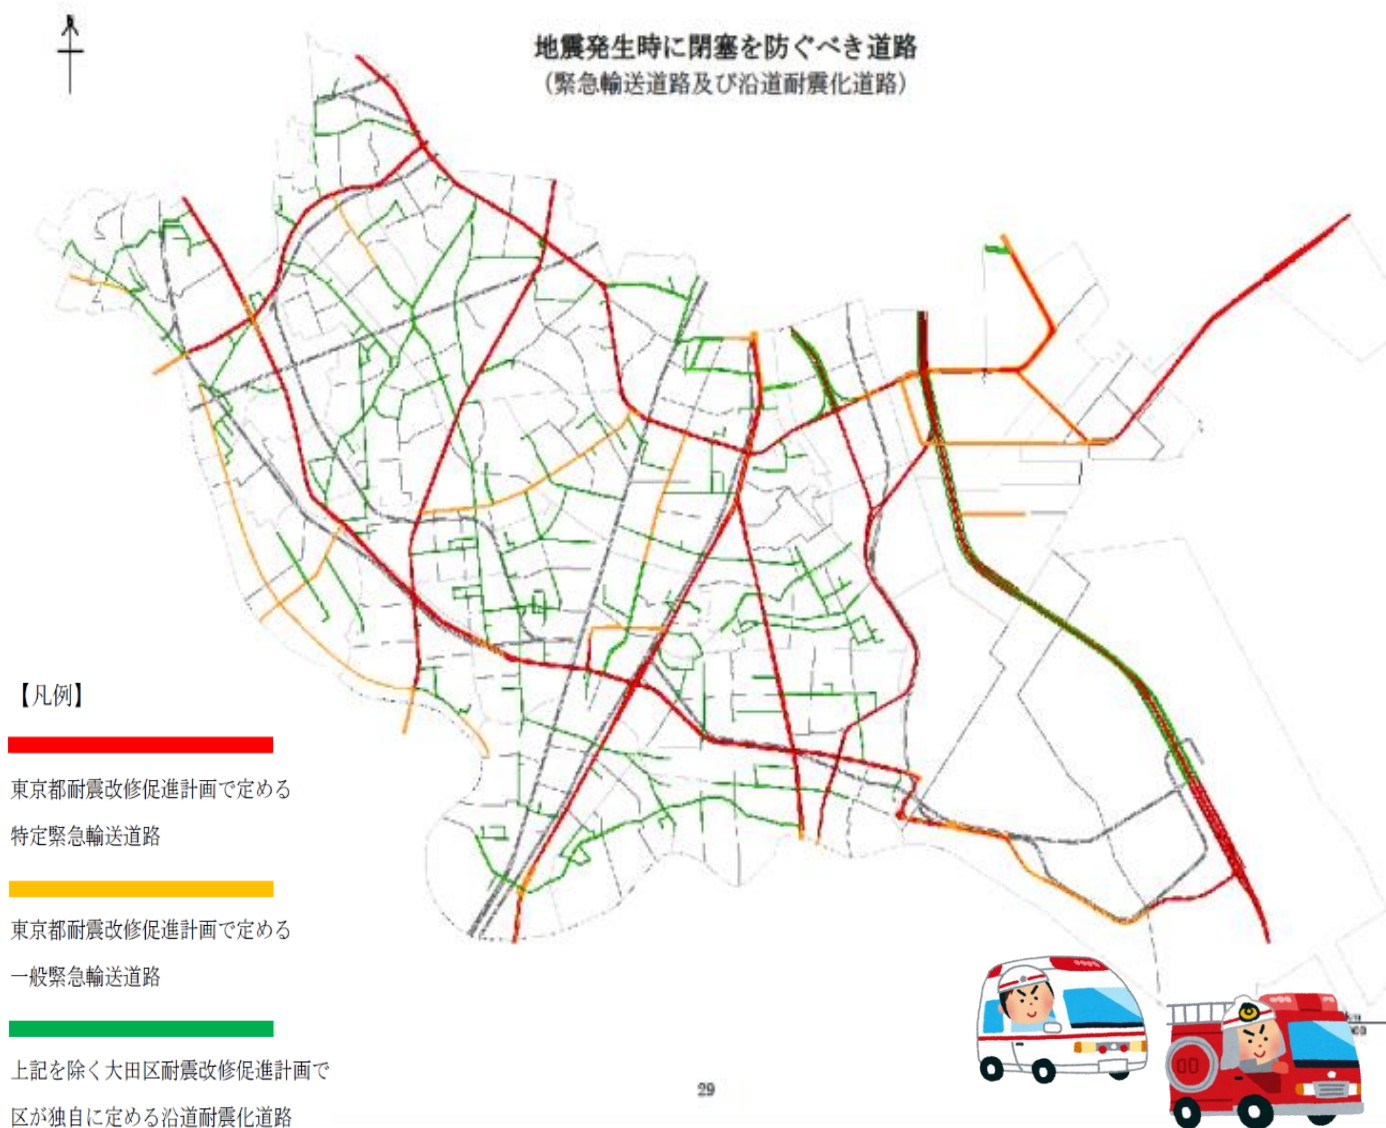 地震発生時に閉塞を防ぐべき道路
(緊急輸送道路及び沿道耐震化道路)
【凡例】
東京都耐震改修促進計画で定める
特定緊急輸送道路
東京都耐震改修促進計画で定める
一般緊急輸送道路
上記を除く大田区耐震改修促進計画で
区が独自に定める沿道耐震化道路
29